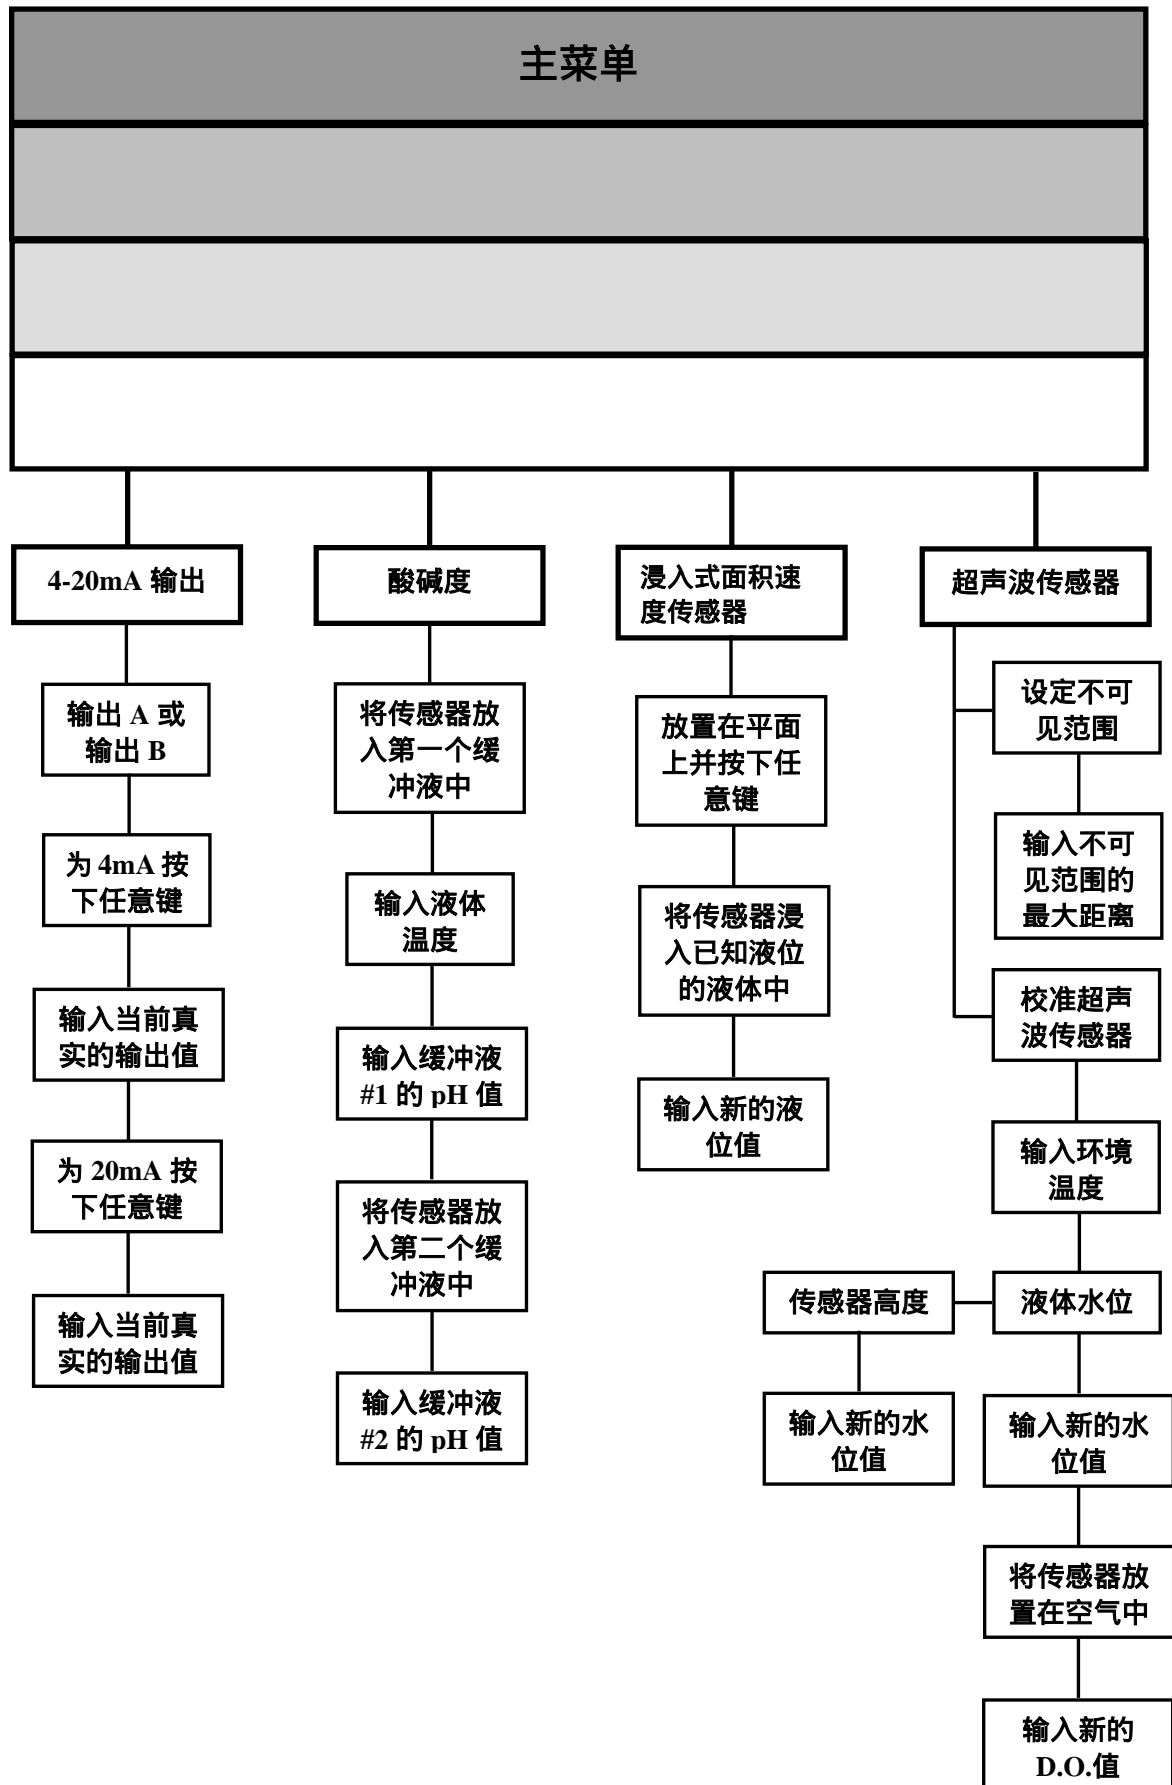 主菜单
4-20mA 输出
输出 A 或
输出 B
为 4mA 按
下任意键
输入当前真
实的输出值
为 20mA 按
下任意键
输入当前真
实的输出值
酸碱度
将传感器放
入第一个缓
冲液中
输入液体
温度
输入缓冲液
#1 的 pH 值
将传感器放
入第二个缓
冲液中
输入缓冲液
#2 的 pH 值
浸入式面积速
度传感器
放置在平面
上并按下任
意键
将传感器浸
入已知液位
的液体中
输入新的液
位值
超声波传感器
设定不可
见范围
输入不可
见范围的
最大距离
校准超声
波传感器
输入环境
温度
传感器高度
液体水位
输入新的水
位值
输入新的水
位值
将传感器放
置在空气中
输入新的
D.O.值